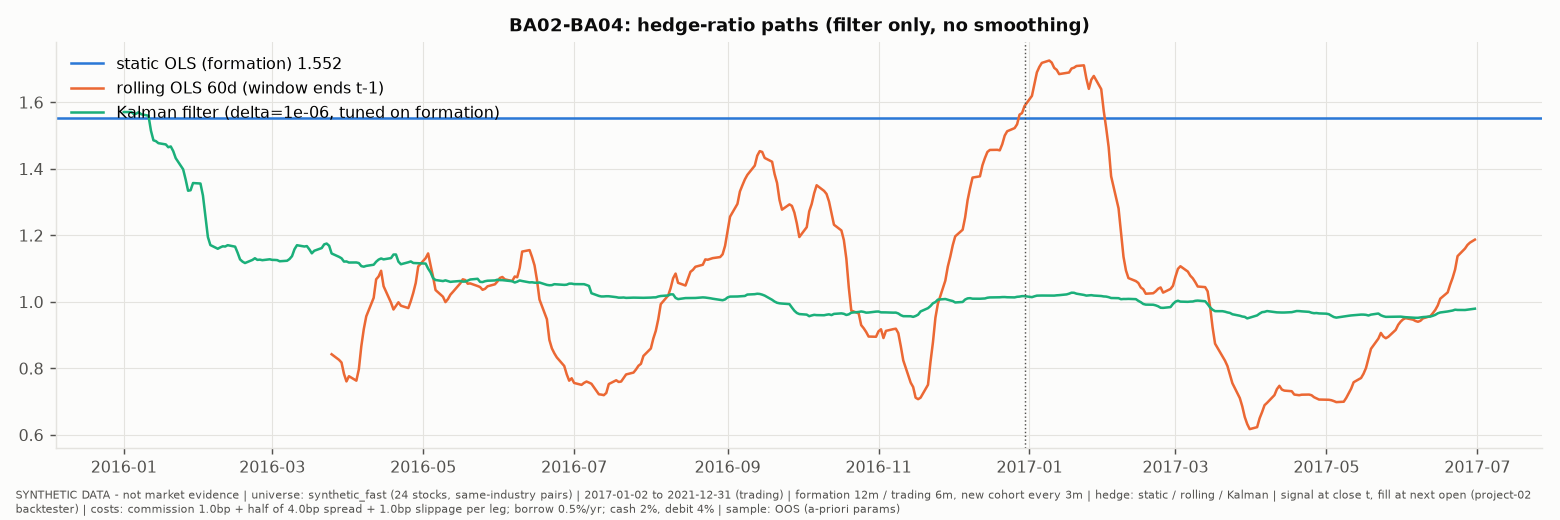 BA02-BA04: hedge-ratio paths (filter only, no smoothing)
static OLS (formation) 1.552
rolling OLS 60d (window ends t-1)
Kalman filter (delta=1e-06, tuned on formation)
1.6
1.4
1.2
1.0
0.8
0.6
2016-01
2016-03
2016-05
2016-07
2016-09
2016-11
2017-01
2017-03
2017-05
2017-07
SYNTHETIC DATA - not market evidence | universe: synthetic_fast (24 stocks, same-industry pairs) | 2017-01-02 to 2021-12-31 (trading) | formation 12m / trading 6m, new cohort every 3m | hedge: static / rolling / Kalman | signal at close t, fill at next open (project-02
backtester) | costs: commission 1.0bp + half of 4.0bp spread + 1.0bp slippage per leg; borrow 0.5%/yr; cash 2%, debit 4% | sample: OOS (a-priori params)